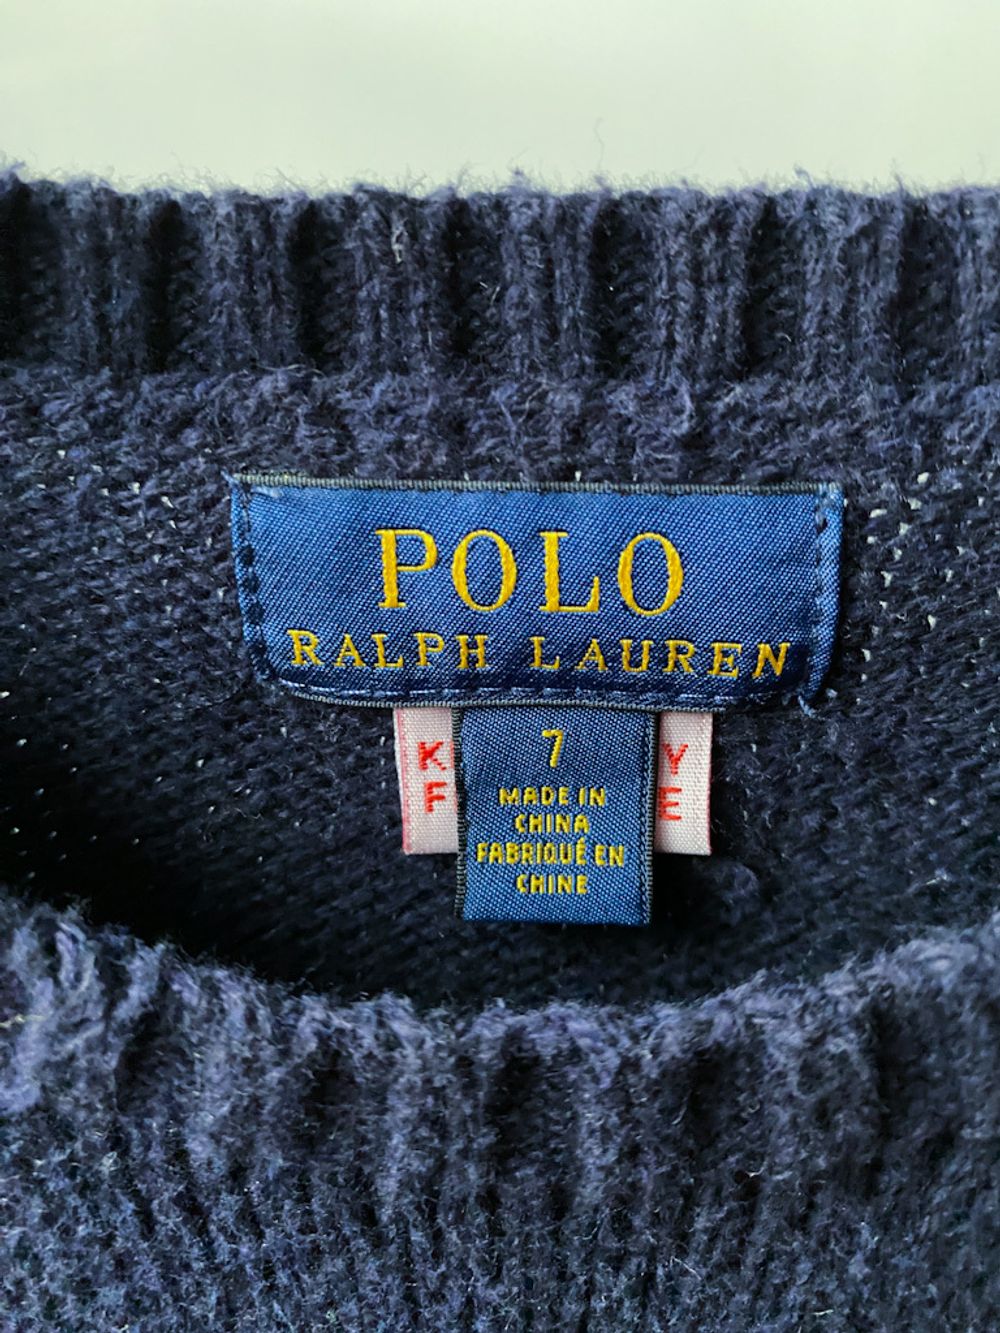 POLO
RALPH LAUREN
7
MADE IN
CHINA
FABRIQUÉ EN
CHINE